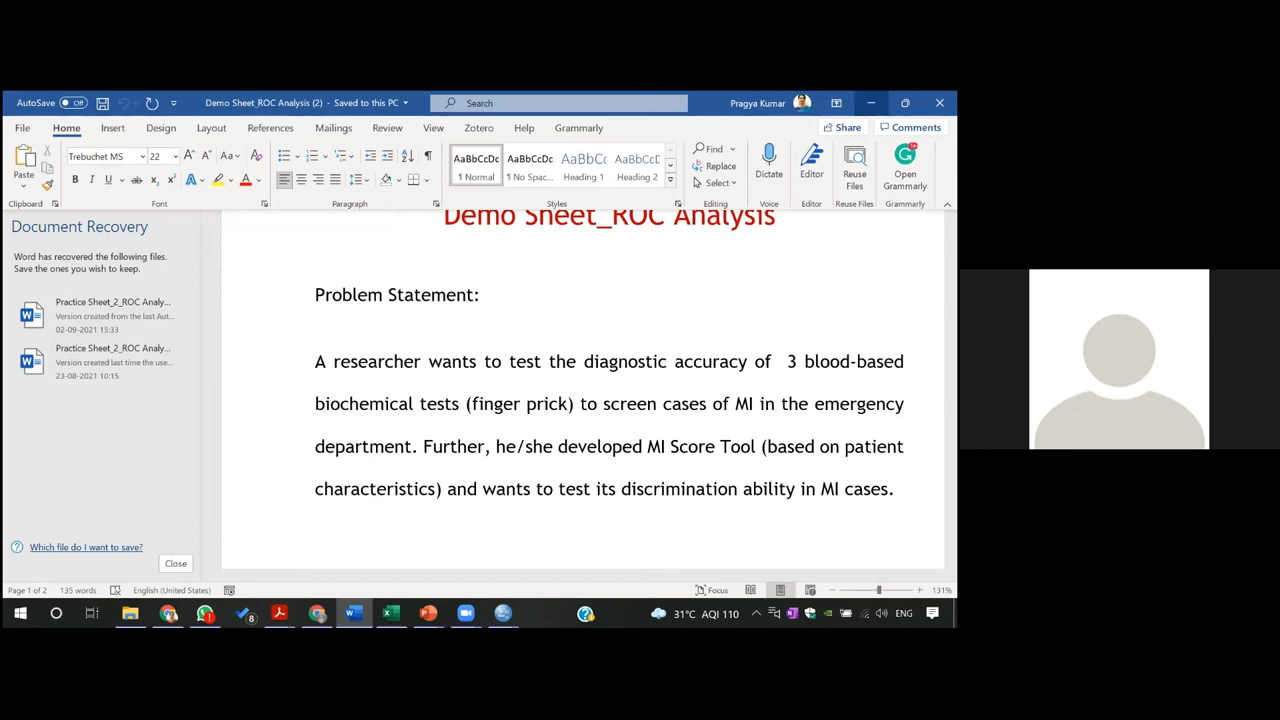 AutoSave Off Demo Sheet_ROC Analysis (2) - Saved to this PC Search Pragya Kumar
File Home Insert Design Layout References Mailings Review View Zotero Help Grammarly Share Comments
Trebuchet MS 22 A A Aa A ¶ AaBbCcDc AaBbCcDc AaBbCc AaBbCcD Find
Paste B I U ab x₂ x² A A ¶ Normal ¶ No Spac... Heading 1 Heading 2 Replace Select Dictate Editor Reuse Files Open Grammarly
Clipboard Font Paragraph Styles Editing Voice Editor Reuse Files Grammarly
Document Recovery
Word has recovered the following files.
Save the ones you wish to keep.
Practice Sheet_2_ROC Analy...
Version created from the last Aut...
02-09-2021 15:33
Practice Sheet_2_ROC Analy...
Version created last time the use...
23-08-2021 10:15
Which file do I want to save?
Close
Demo Sheet_ROC Analysis
Problem Statement:
A researcher wants to test the diagnostic accuracy of 3 blood-based
biochemical tests (finger prick) to screen cases of MI in the emergency
department. Further, he/she developed MI Score Tool (based on patient
characteristics) and wants to test its discrimination ability in MI cases.
Page 1 of 2 135 words English (United States) Focus 131%
8 31°C AQI 110 ENG